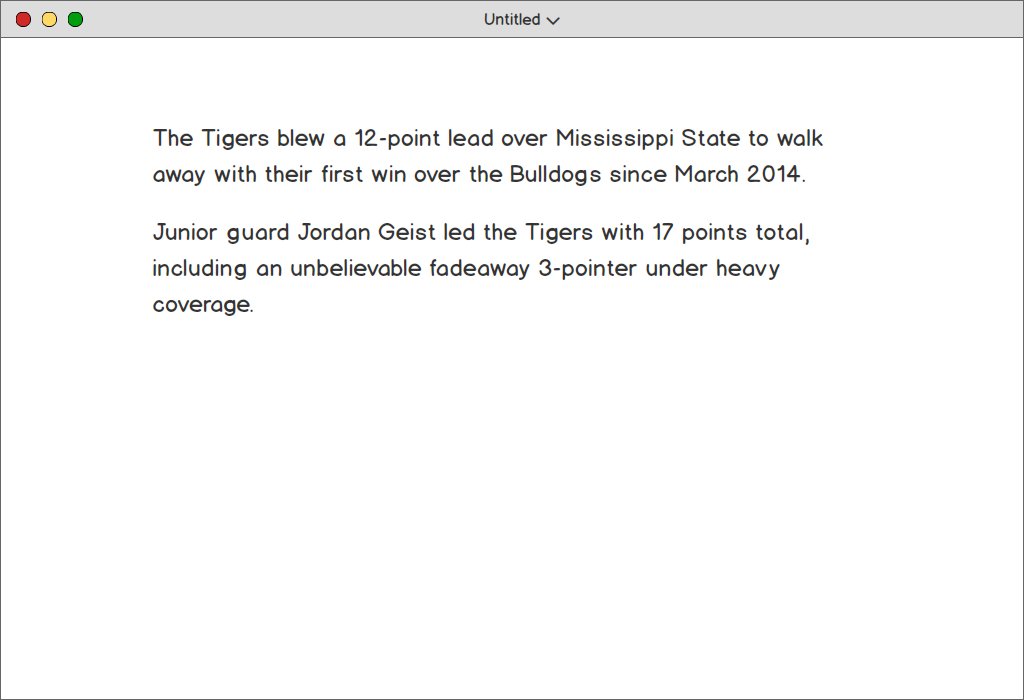 Untitled
The Tigers blew a 12-point lead over Mississippi State to walk
away with their first win over the Bulldogs since March 2014.
Junior guard Jordan Geist led the Tigers with 17 points total,
including an unbelievable fadeaway 3-pointer under heavy
coverage.